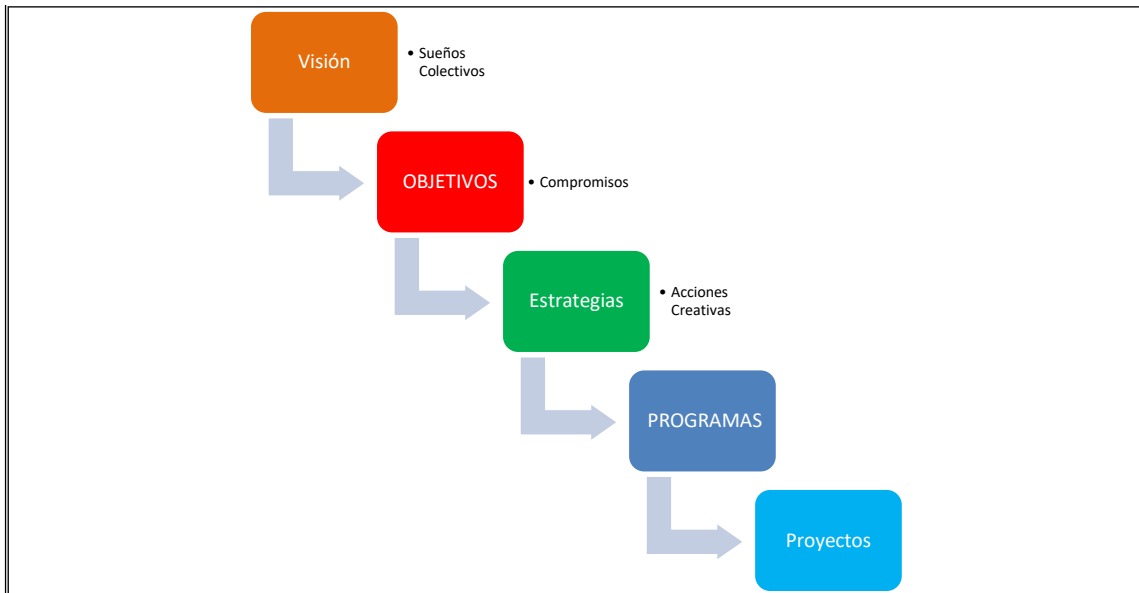 Visión
• Sueños
Colectivos
OBJETIVOS
• Compromisos
Estrategias
• Acciones
Creativas
PROGRAMAS
Proyectos